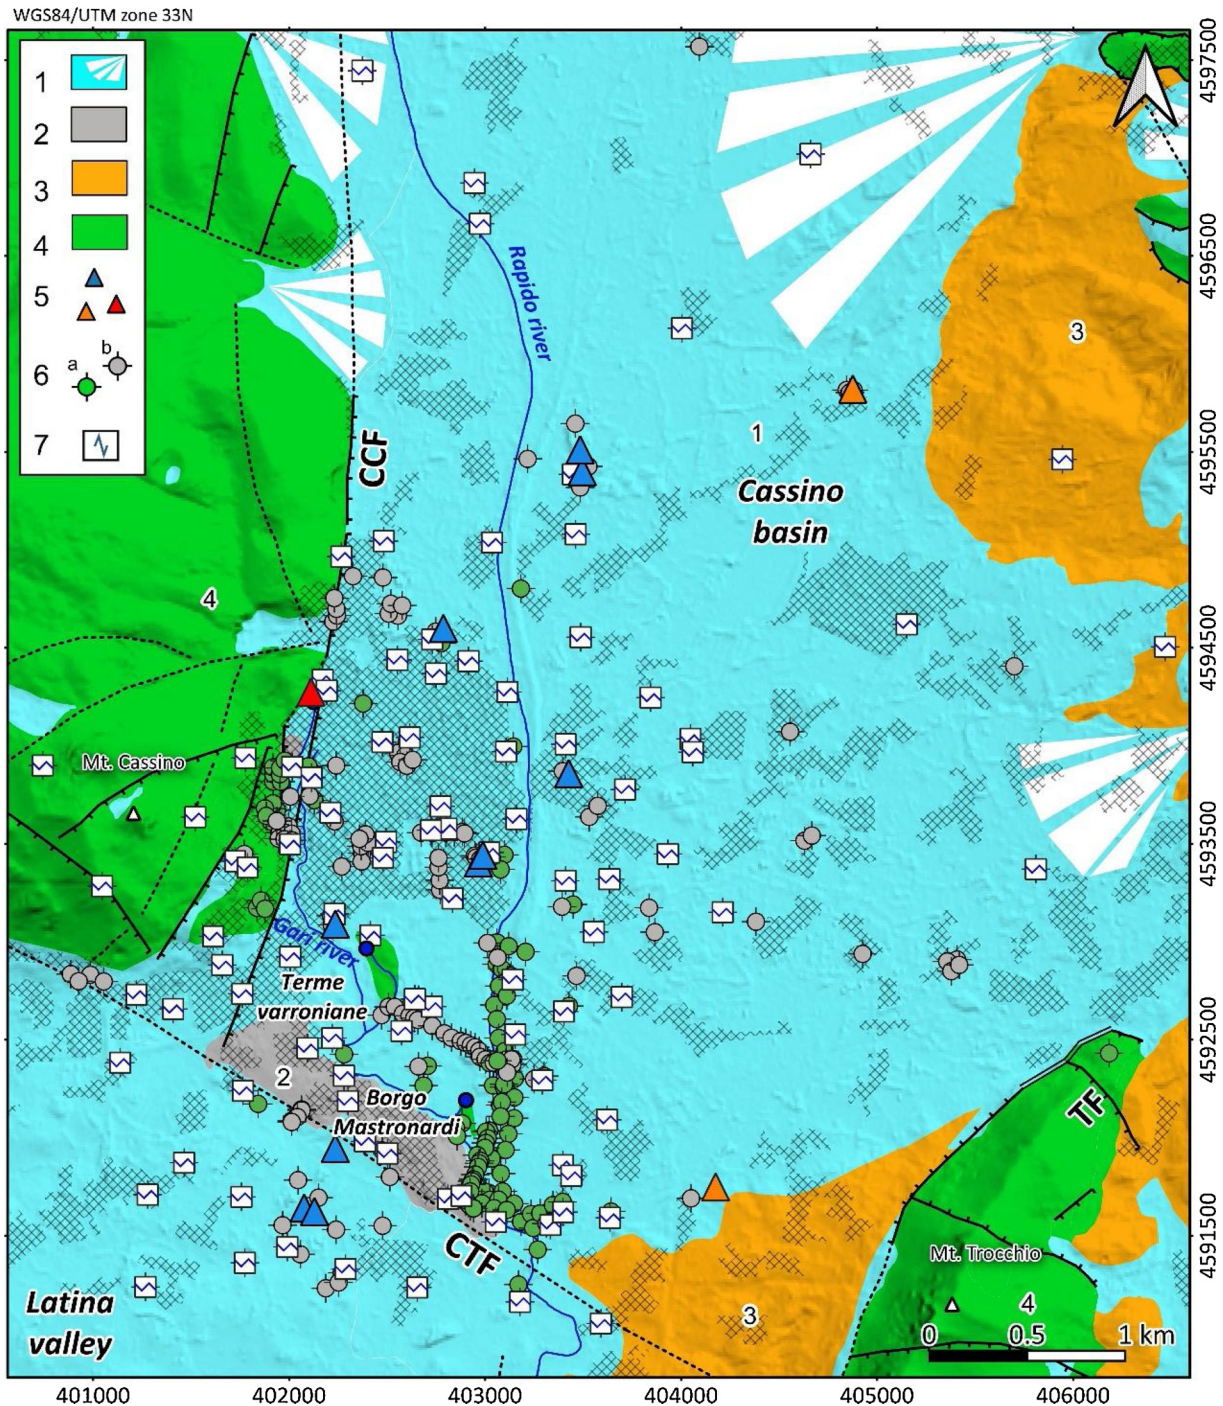 WGS84/UTM zone 33N
1
2
3
4
5
b
a
6
7
Rapido river
CCF
3
1
Cassino
basin
4
Mt. Cassino
Gari river
Terme
varroniane
2
Borgo
Mastronardi
TF
CTF
Mt. Trocchio
Latina
valley
3
4
0 0.5 1 km
401000 402000 403000 404000 405000 406000
4597500
4596500
4595500
4594500
4593500
4592500
4591500